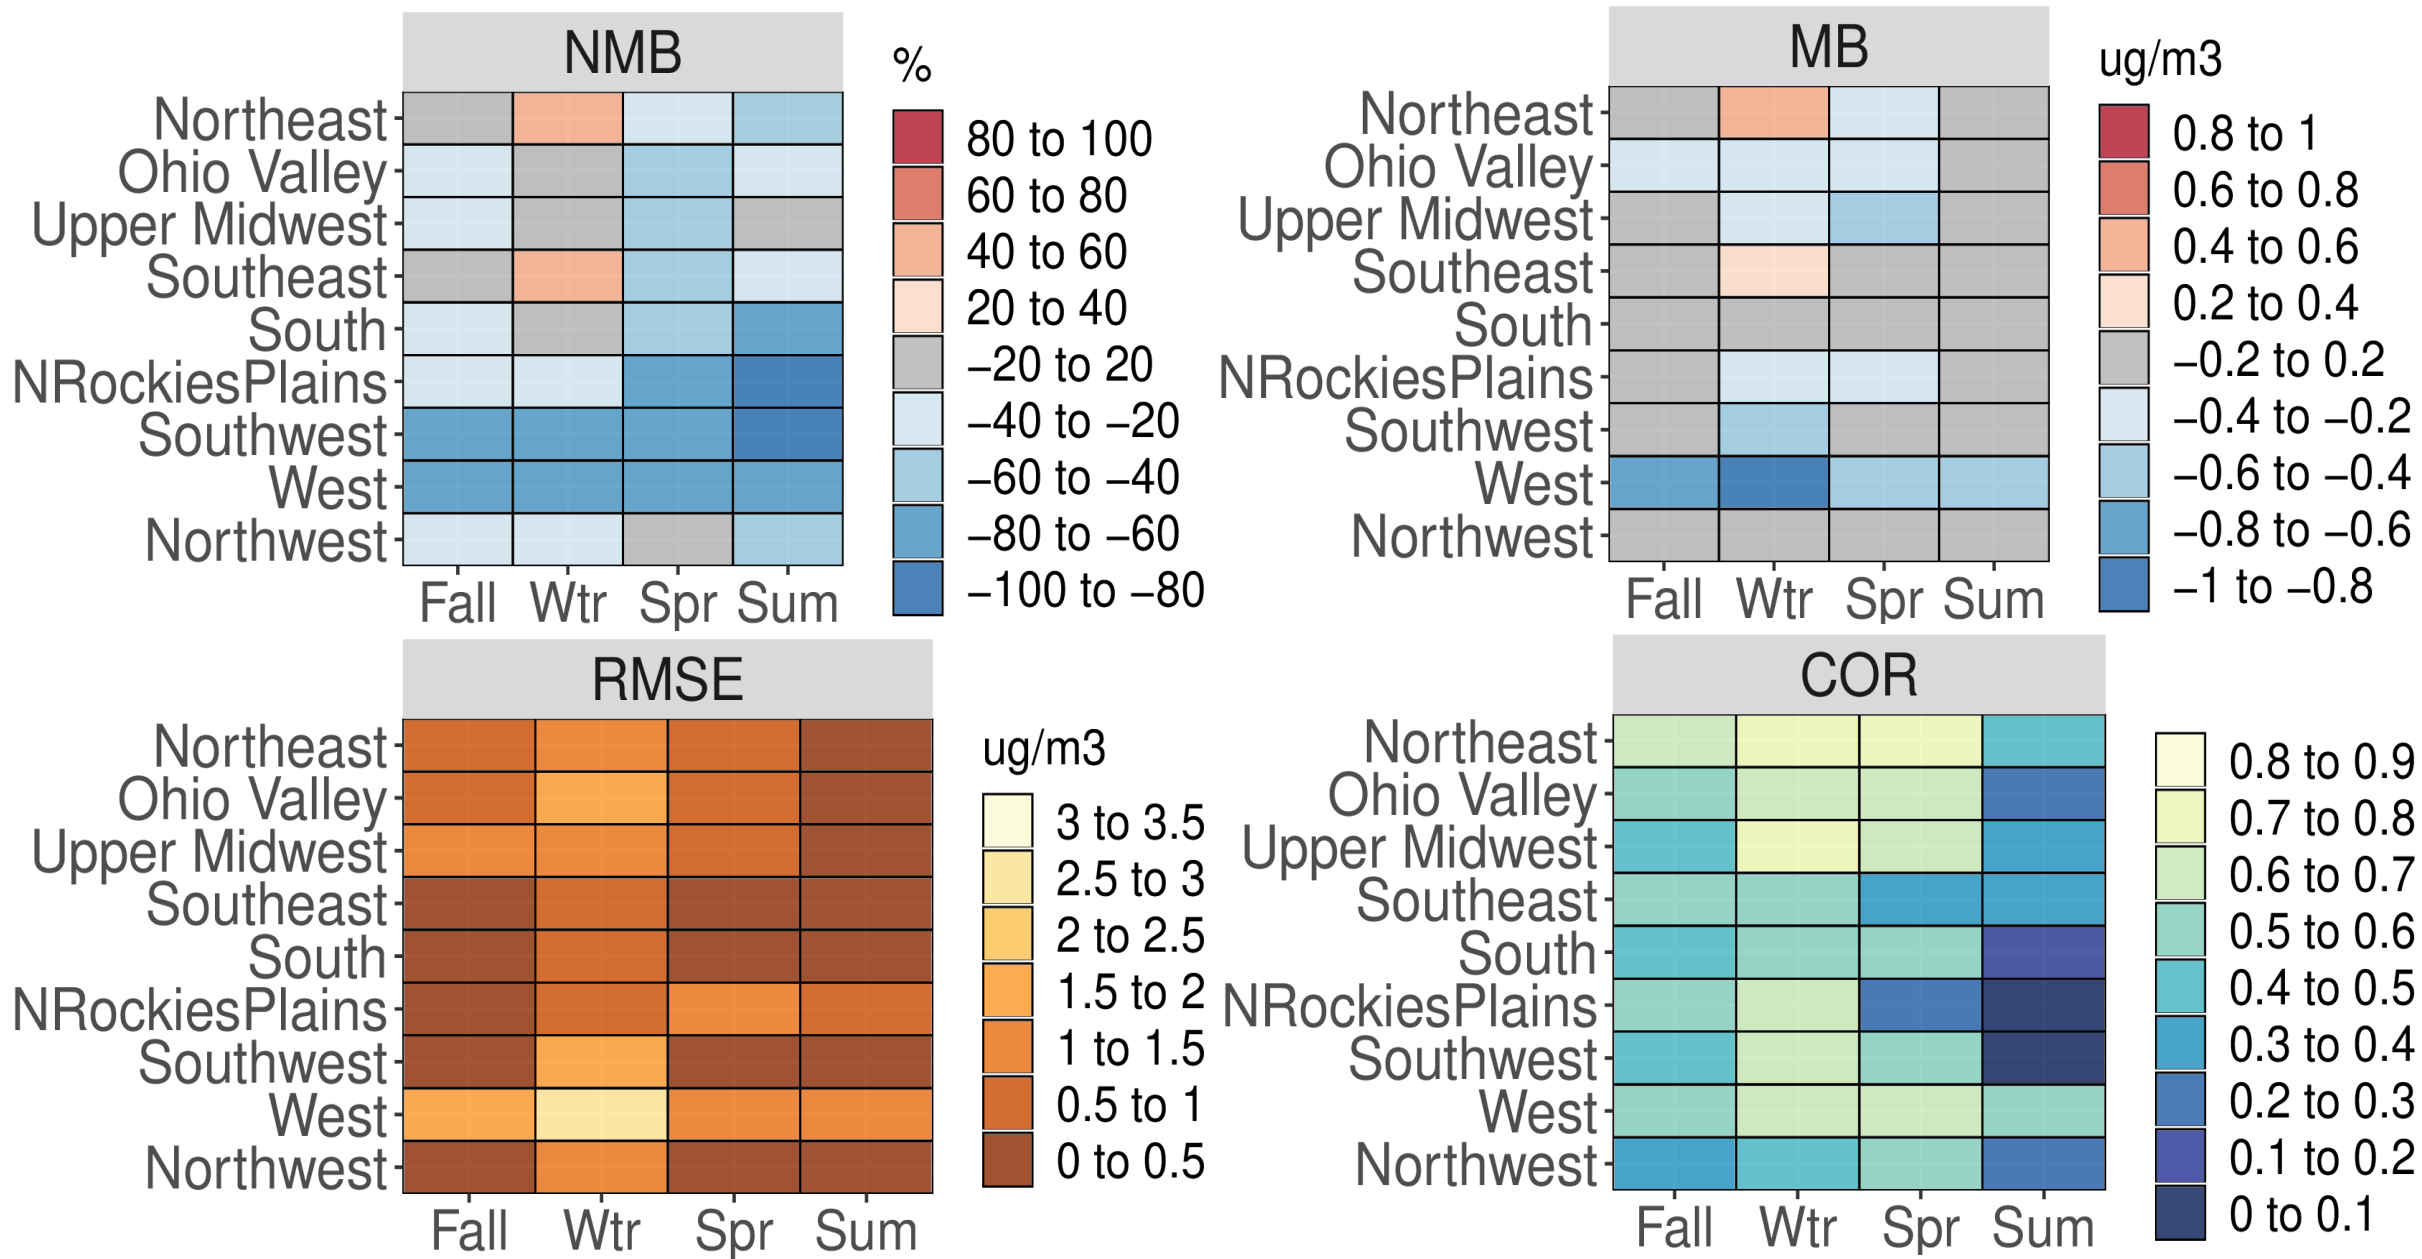 NMB
%
Northeast
Ohio Valley
Upper Midwest
Southeast
South
NRockiesPlains
Southwest
West
Northwest
Fall Wtr Spr Sum
80 to 100
60 to 80
40 to 60
20 to 40
−20 to 20
−40 to −20
−60 to −40
−80 to −60
−100 to −80
MB
ug/m3
Northeast
Ohio Valley
Upper Midwest
Southeast
South
NRockiesPlains
Southwest
West
Northwest
Fall Wtr Spr Sum
0.8 to 1
0.6 to 0.8
0.4 to 0.6
0.2 to 0.4
−0.2 to 0.2
−0.4 to −0.2
−0.6 to −0.4
−0.8 to −0.6
−1 to −0.8
RMSE
ug/m3
Northeast
Ohio Valley
Upper Midwest
Southeast
South
NRockiesPlains
Southwest
West
Northwest
Fall Wtr Spr Sum
3 to 3.5
2.5 to 3
2 to 2.5
1.5 to 2
1 to 1.5
0.5 to 1
0 to 0.5
COR
Northeast
Ohio Valley
Upper Midwest
Southeast
South
NRockiesPlains
Southwest
West
Northwest
Fall Wtr Spr Sum
0.8 to 0.9
0.7 to 0.8
0.6 to 0.7
0.5 to 0.6
0.4 to 0.5
0.3 to 0.4
0.2 to 0.3
0.1 to 0.2
0 to 0.1